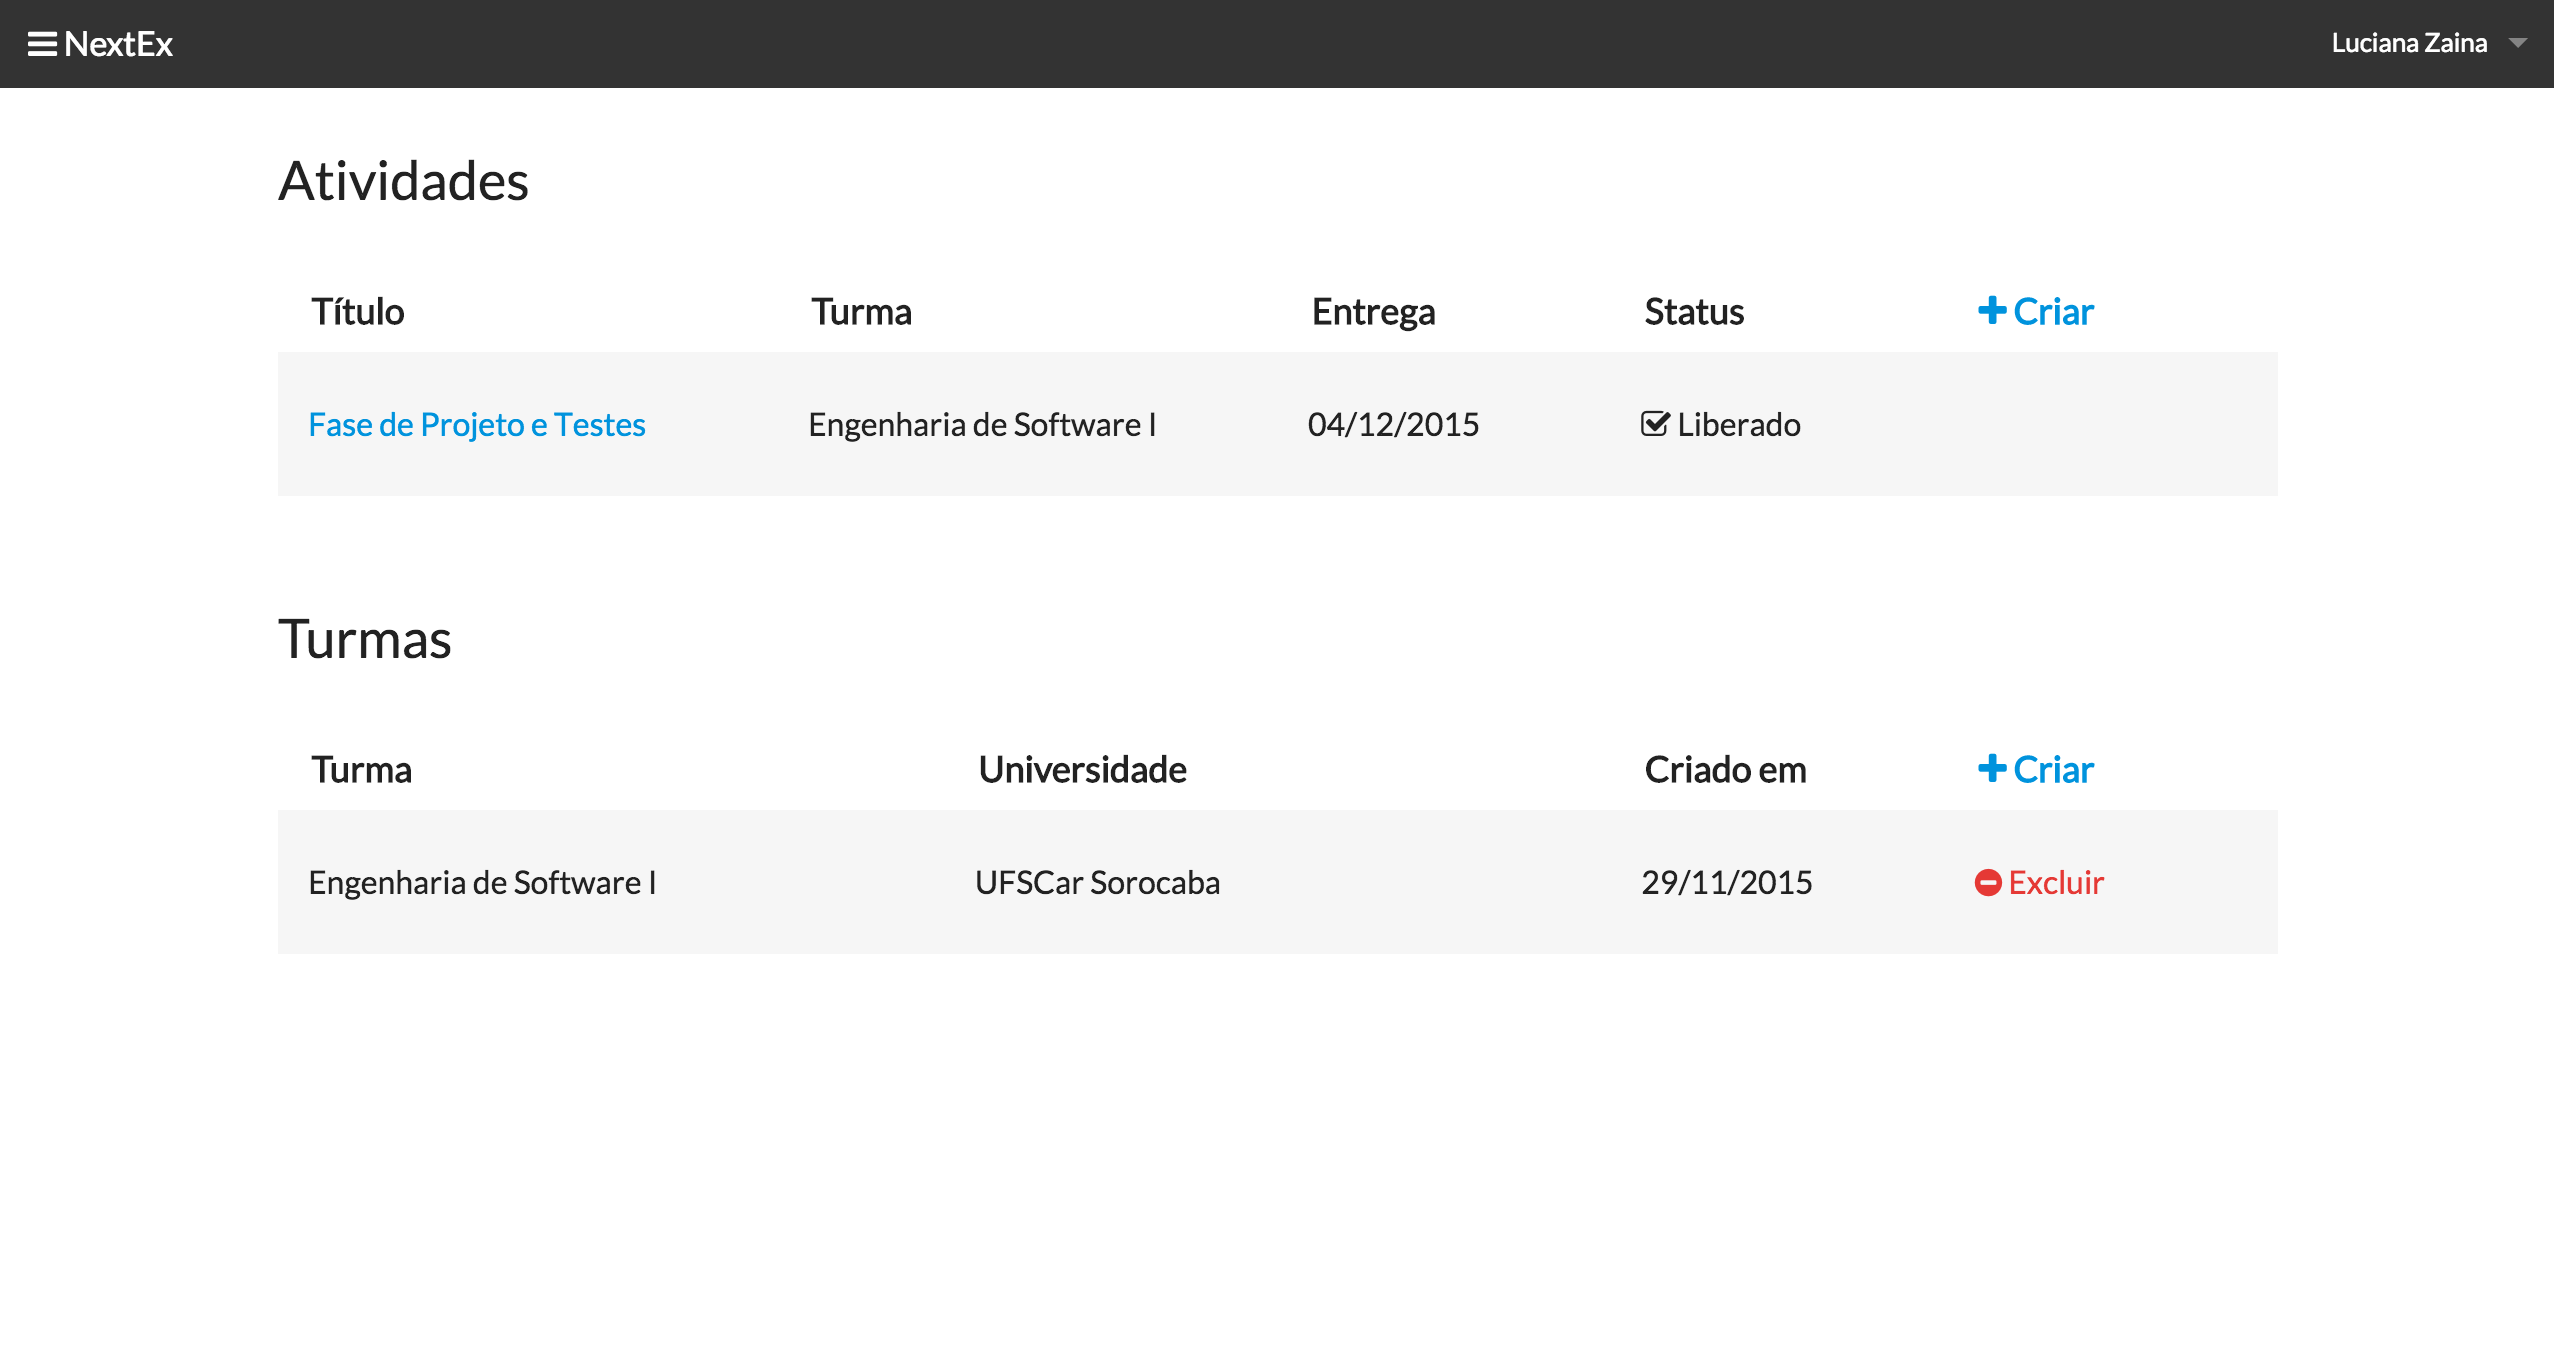 NextEx Luciana Zaina
Atividades
Título Turma Entrega Status Criar
Fase de Projeto e Testes Engenharia de Software I 04/12/2015 Liberado
Turmas
Turma Universidade Criado em Criar
Engenharia de Software I UFSCar Sorocaba 29/11/2015 Excluir